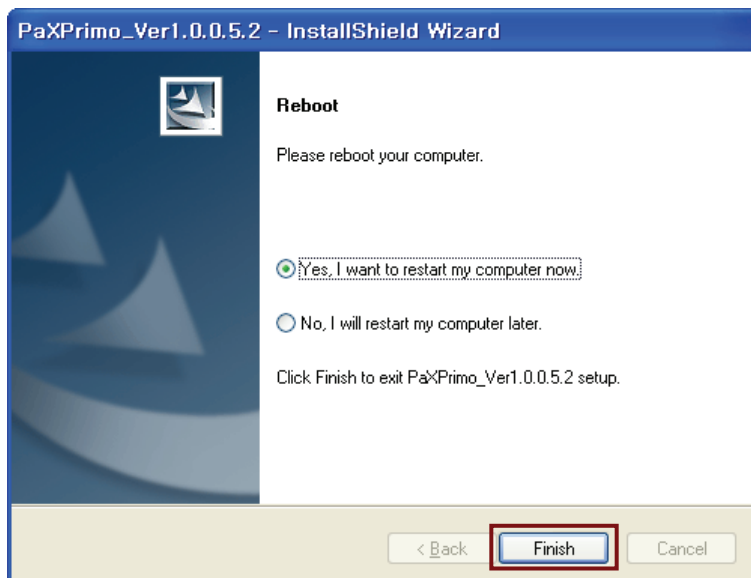 PaXPrimo_Ver1.0.0.5.2 - InstallShield Wizard
Reboot
Please reboot your computer.
Yes, I want to restart my computer now.
No, I will restart my computer later.
Click Finish to exit PaXPrimo_Ver1.0.0.5.2 setup.
< Back Finish Cancel